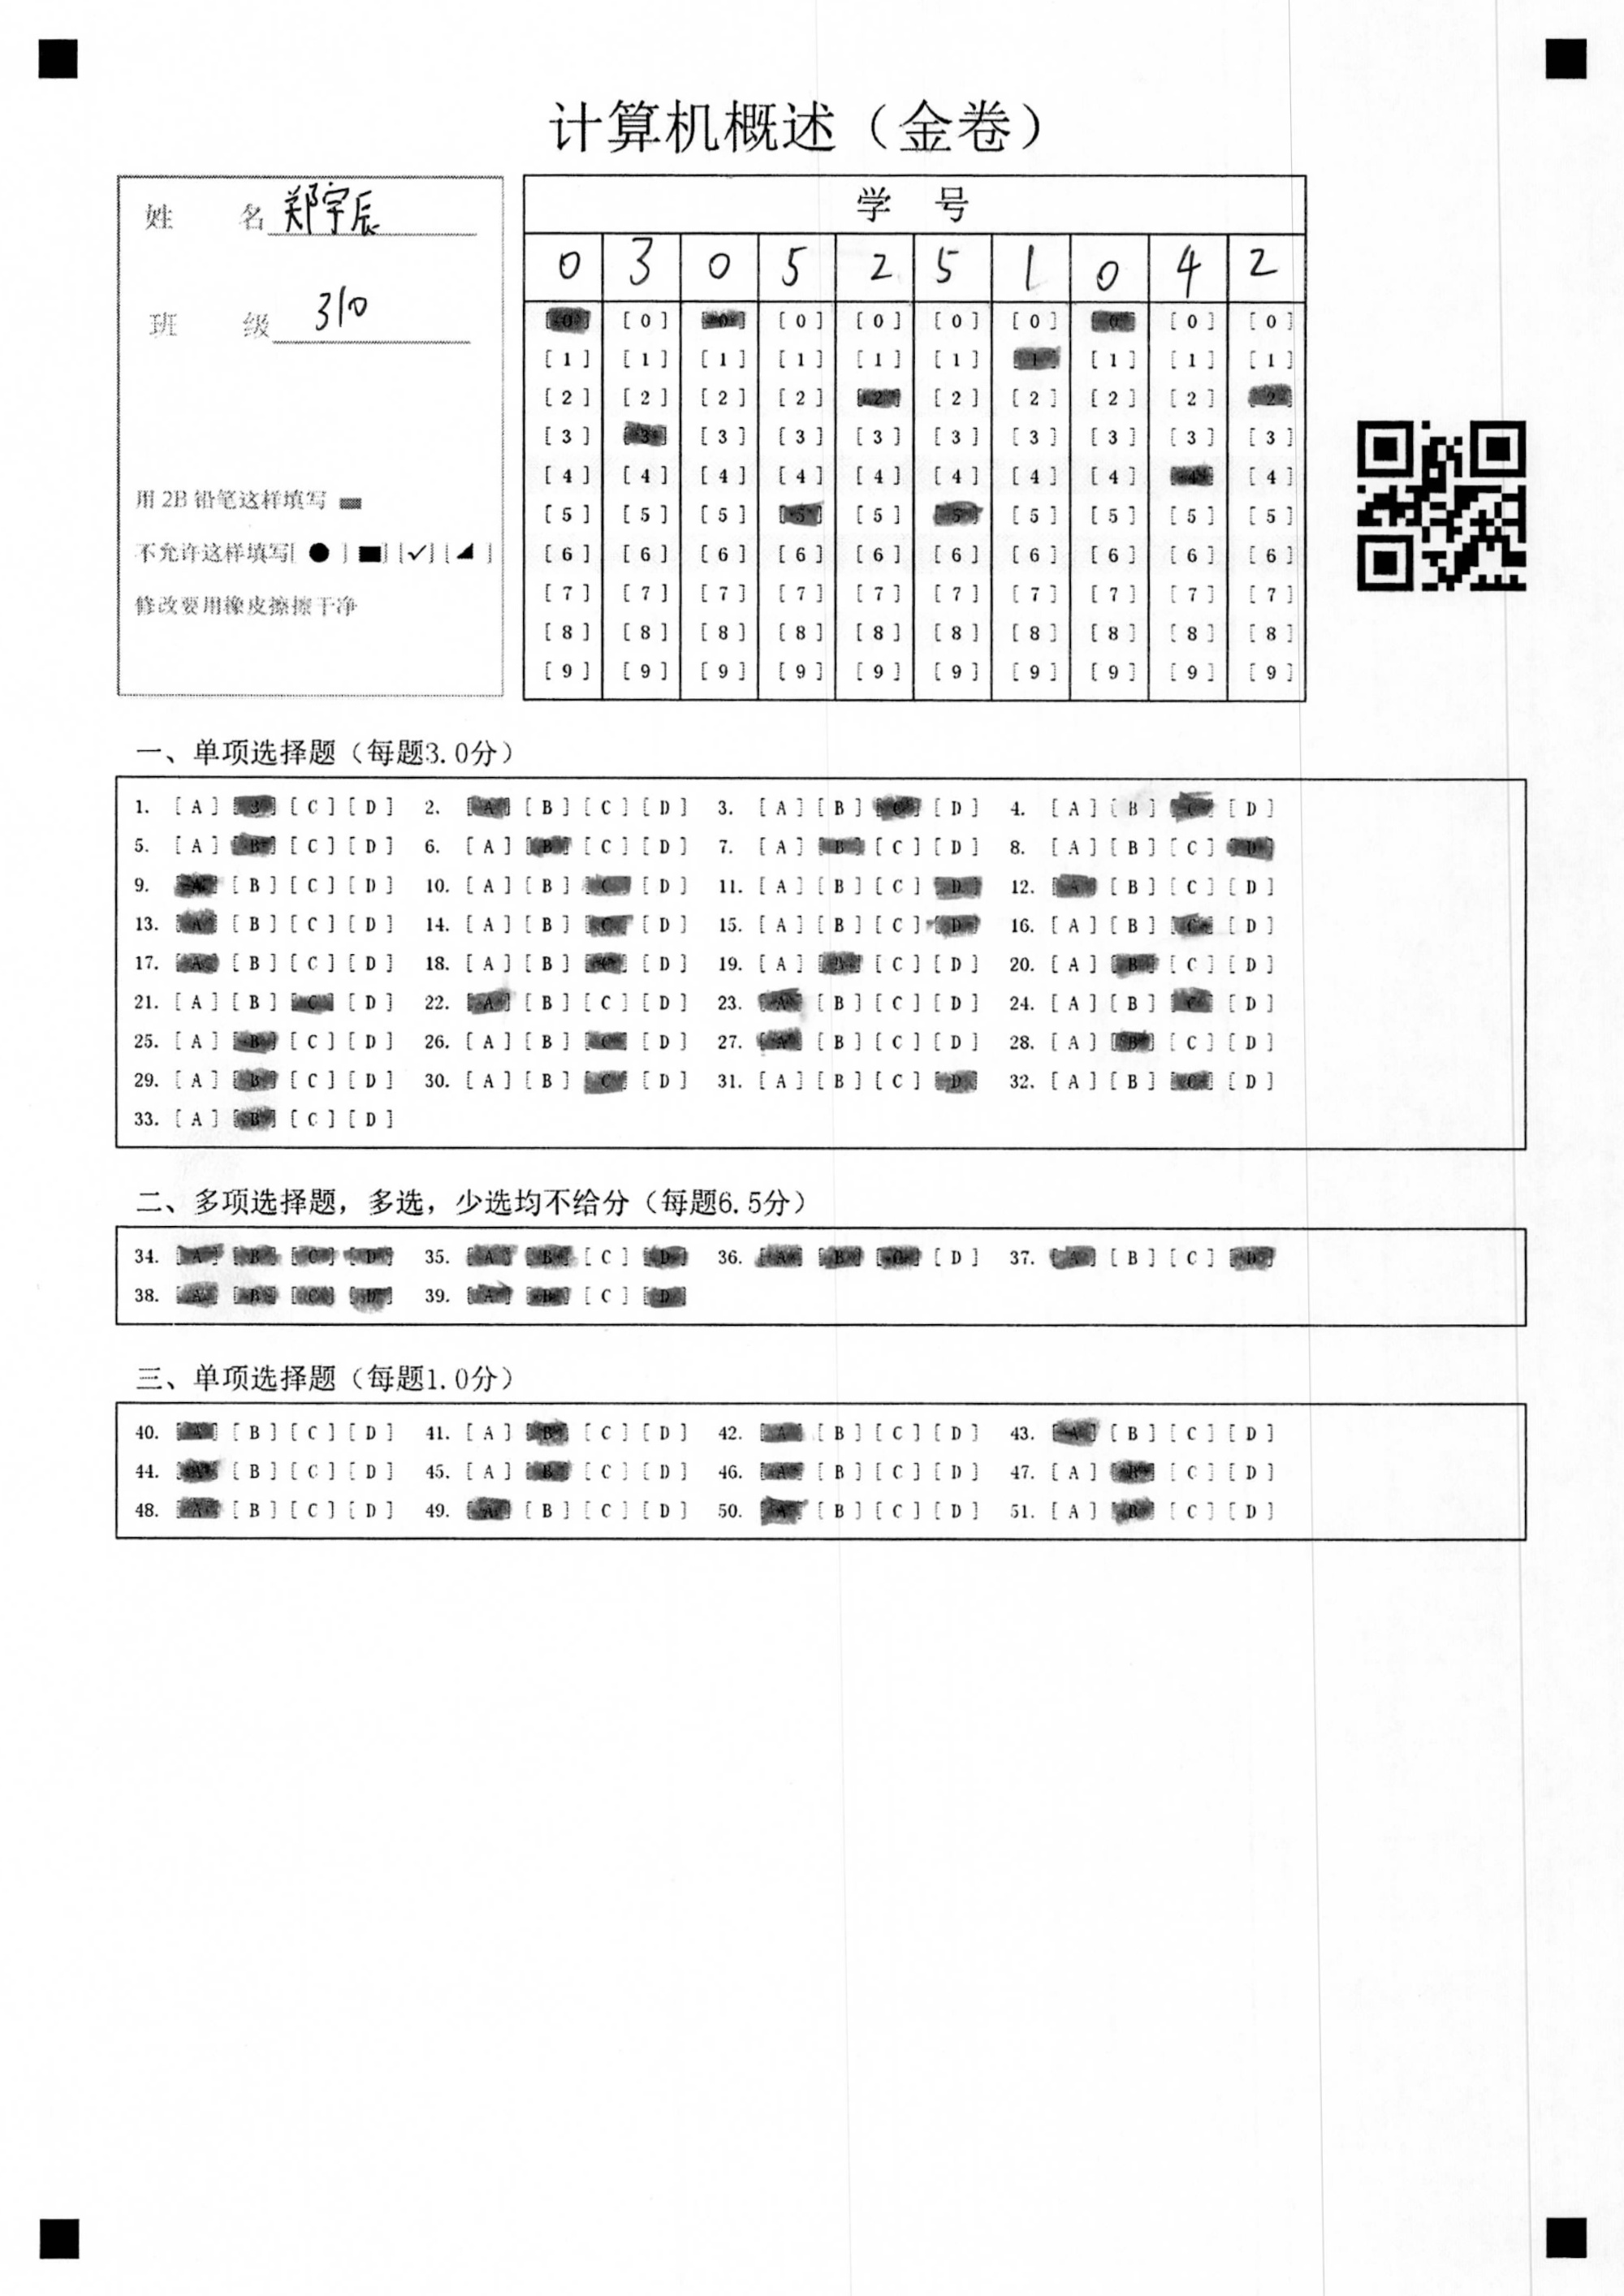 计算机概述（金卷）
姓 名 郑宇辰
班 级 310
用2B铅笔这样填写
不允许这样填写[ ● ] [■] [✓] [◢ ]
修改要用橡皮擦擦干净
学 号
0 3 0 5 2 5 1 0 4 2
[0] [0] [0] [0] [0] [0] [0] [0] [0] [0]
[1] [1] [1] [1] [1] [1] [1] [1] [1] [1]
[2] [2] [2] [2] [2] [2] [2] [2] [2] [2]
[3] [3] [3] [3] [3] [3] [3] [3] [3] [3]
[4] [4] [4] [4] [4] [4] [4] [4] [4] [4]
[5] [5] [5] [5] [5] [5] [5] [5] [5] [5]
[6] [6] [6] [6] [6] [6] [6] [6] [6] [6]
[7] [7] [7] [7] [7] [7] [7] [7] [7] [7]
[8] [8] [8] [8] [8] [8] [8] [8] [8] [8]
[9] [9] [9] [9] [9] [9] [9] [9] [9] [9]
一、单项选择题（每题3.0分）
1. [A] [B] [C] [D] 2. [A] [B] [C] [D] 3. [A] [B] [C] [D] 4. [A] [B] [C] [D]
5. [A] [B] [C] [D] 6. [A] [B] [C] [D] 7. [A] [B] [C] [D] 8. [A] [B] [C] [D]
9. [A] [B] [C] [D] 10. [A] [B] [C] [D] 11. [A] [B] [C] [D] 12. [A] [B] [C] [D]
13. [A] [B] [C] [D] 14. [A] [B] [C] [D] 15. [A] [B] [C] [D] 16. [A] [B] [C] [D]
17. [A] [B] [C] [D] 18. [A] [B] [C] [D] 19. [A] [B] [C] [D] 20. [A] [B] [C] [D]
21. [A] [B] [C] [D] 22. [A] [B] [C] [D] 23. [A] [B] [C] [D] 24. [A] [B] [C] [D]
25. [A] [B] [C] [D] 26. [A] [B] [C] [D] 27. [A] [B] [C] [D] 28. [A] [B] [C] [D]
29. [A] [B] [C] [D] 30. [A] [B] [C] [D] 31. [A] [B] [C] [D] 32. [A] [B] [C] [D]
33. [A] [B] [C] [D]
二、多项选择题，多选，少选均不给分（每题6.5分）
34. [A] [B] [C] [D] 35. [A] [B] [C] [D] 36. [A] [B] [C] [D] 37. [A] [B] [C] [D]
38. [A] [B] [C] [D] 39. [A] [B] [C] [D]
三、单项选择题（每题1.0分）
40. [A] [B] [C] [D] 41. [A] [B] [C] [D] 42. [A] [B] [C] [D] 43. [A] [B] [C] [D]
44. [A] [B] [C] [D] 45. [A] [B] [C] [D] 46. [A] [B] [C] [D] 47. [A] [B] [C] [D]
48. [A] [B] [C] [D] 49. [A] [B] [C] [D] 50. [A] [B] [C] [D] 51. [A] [B] [C] [D]